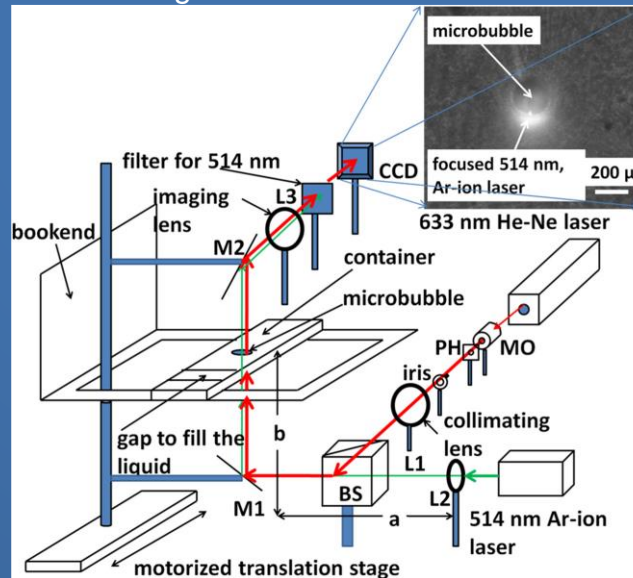 microbubble
focused 514 nm,
Ar-ion laser
200 µ
CCD
filter for 514 nm
L3
imaging
lens
M2
633 nm He-Ne laser
bookend
container
microbubble
PH
MO
iris
collimating
lens
L1
gap to fill the
liquid
b
BS
L2
M1
a
514 nm Ar-ion
laser
motorized translation stage